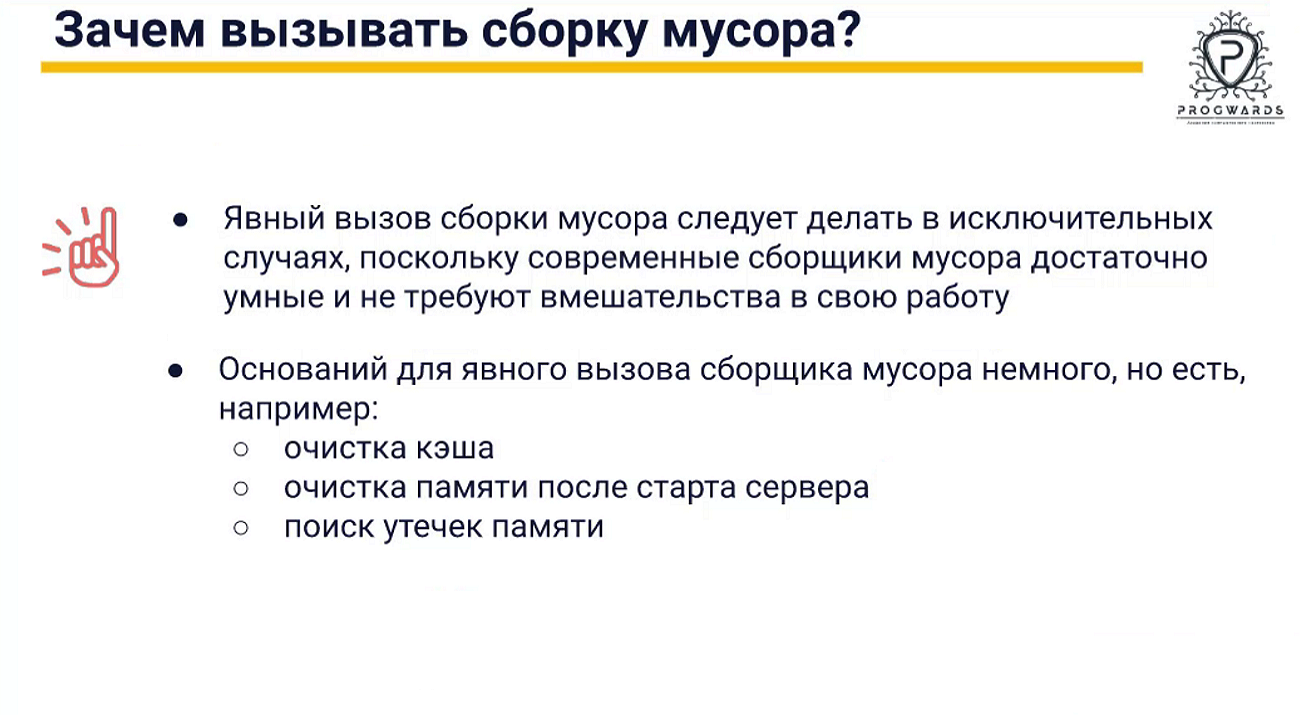 Зачем вызывать сборку мусора?
PROGWARDS
● Явный вызов сборки мусора следует делать в исключительных
случаях, поскольку современные сборщики мусора достаточно
умные и не требуют вмешательства в свою работу
● Оснований для явного вызова сборщика мусора немного, но есть,
например:
○ очистка кэша
○ очистка памяти после старта сервера
○ поиск утечек памяти